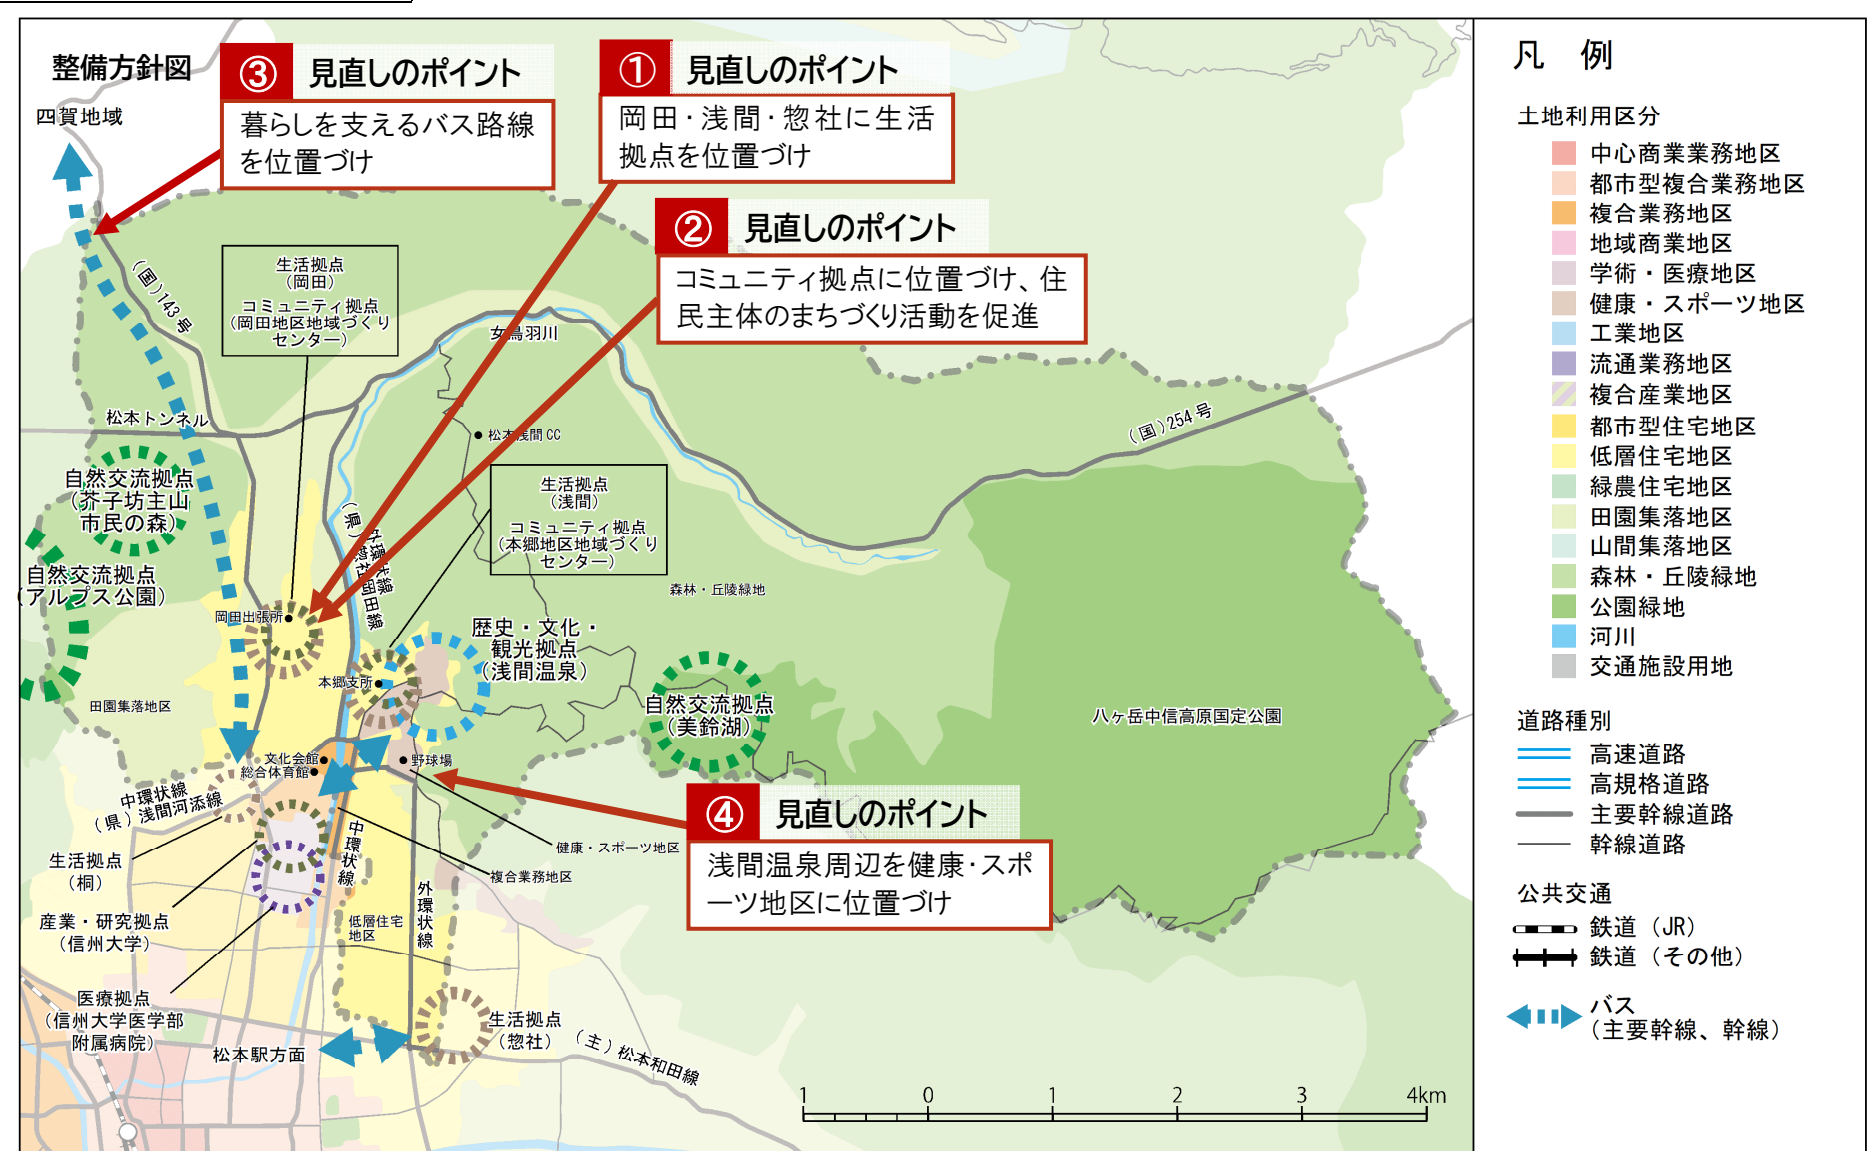 整備方針図
四賀地域
③ 見直しのポイント
暮らしを支えるバス路線
を位置づけ
① 見直しのポイント
岡田・浅間・惣社に生活
拠点を位置づけ
② 見直しのポイント
コミュニティ拠点に位置づけ、住
民主体のまちづくり活動を促進
(国)143号
生活拠点
(岡田)
コミュニティ拠点
(岡田地区地域づくり
センター)
女鳥羽川
松本トンネル
松本浅間CC
(国)254号
自然交流拠点
(芥子坊主山
市民の森)
生活拠点
(浅間)
コミュニティ拠点
(本郷地区地域づくり
センター)
外環状線
(県)惣社岡田線
自然交流拠点
(アルプス公園)
森林・丘陵緑地
岡田出張所
歴史・文化・
観光拠点
(浅間温泉)
本郷支所
田園集落地区
自然交流拠点
(美鈴湖)
八ヶ岳中信高原国定公園
文化会館
総合体育館
野球場
中環状線
(県)浅間河添線
④ 見直しのポイント
浅間温泉周辺を健康・スポ
ーツ地区に位置づけ
中環状線
健康・スポーツ地区
生活拠点
(桐)
複合業務地区
外環状線
産業・研究拠点
(信州大学)
低層住宅
地区
医療拠点
(信州大学医学部
附属病院)
松本駅方面
生活拠点
(惣社)
(主)松本和田線
1 0 1 2 3 4km
凡 例
土地利用区分
中心商業業務地区
都市型複合業務地区
複合業務地区
地域商業地区
学術・医療地区
健康・スポーツ地区
工業地区
流通業務地区
複合産業地区
都市型住宅地区
低層住宅地区
緑農住宅地区
田園集落地区
山間集落地区
森林・丘陵緑地
公園緑地
河川
交通施設用地
道路種別
高速道路
高規格道路
主要幹線道路
幹線道路
公共交通
鉄道(JR)
鉄道(その他)
バス
(主要幹線、幹線)